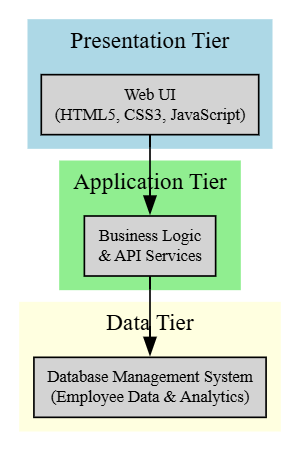 Presentation Tier
Web UI
(HTML5, CSS3, JavaScript)
Application Tier
Business Logic
& API Services
Data Tier
Database Management System
(Employee Data & Analytics)